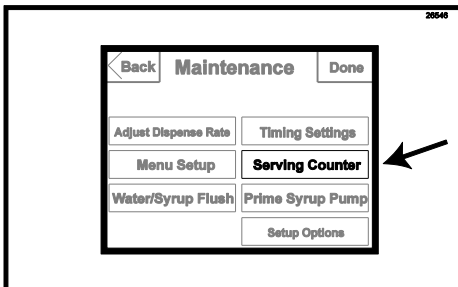 26546
Back Maintenance Done
Adjust Dispense Rate Timing Settings
Menu Setup Serving Counter
Water/Syrup Flush Prime Syrup Pump
Setup Options